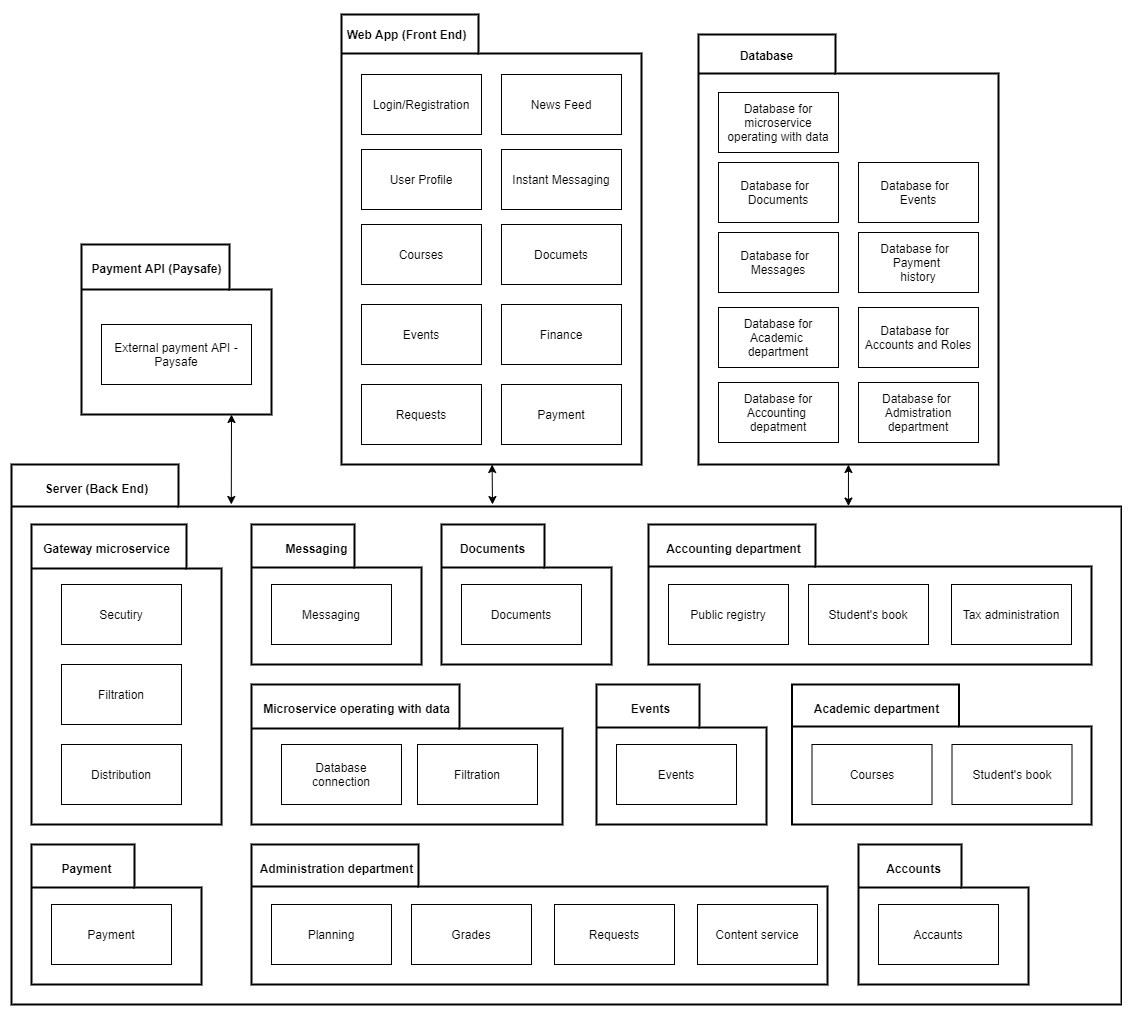 Web App (Front End)
Login/Registration
News Feed
User Profile
Instant Messaging
Courses
Documets
Events
Finance
Requests
Payment
Database
Database for
microservice
operating with data
Database for
Documents
Database for
Events
Database for
Messages
Database for
Payment
history
Database for
Academic
department
Database for
Accounts and Roles
Database for
Accounting
depatment
Database for
Admistration
department
Payment API (Paysafe)
External payment API -
Paysafe
Server (Back End)
Gateway microservice
Secutiry
Filtration
Distribution
Messaging
Messaging
Documents
Documents
Accounting department
Public registry
Student's book
Tax administration
Microservice operating with data
Database
connection
Filtration
Events
Events
Academic department
Courses
Student's book
Payment
Payment
Administration department
Planning
Grades
Requests
Content service
Accounts
Accaunts